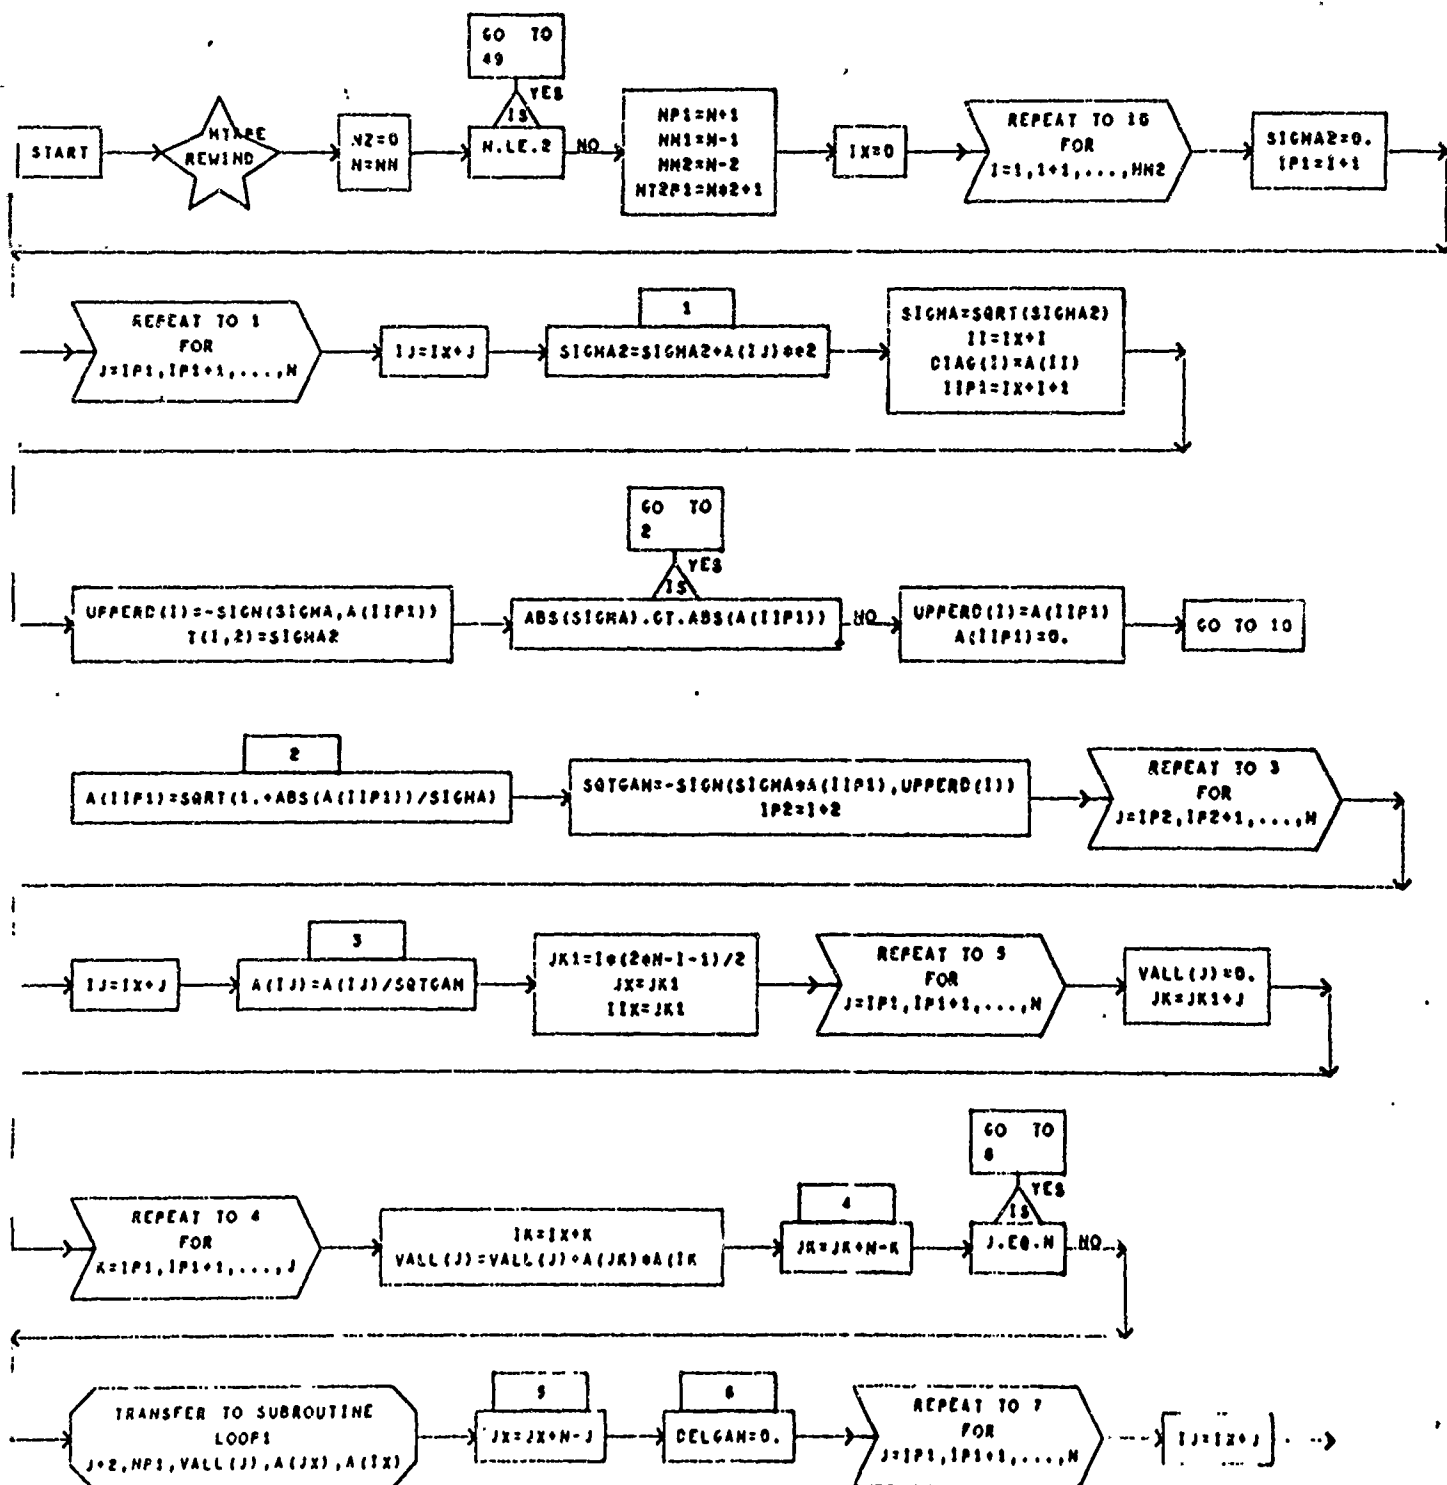 GO TO
49
YES
IS
START
MTAPE
REWIND
NZ=0
N=NN
N.LE.2
NO
NP1=N+1
NM1=N-1
NM2=N-2
NT2P1=N*2+1
IX=0
REPEAT TO 10
FOR
I=1,1+1,...,NM2
SIGMA2=0.
IP1=I+1
REPEAT TO 1
FOR
J=IP1,IP1+1,...,N
IJ=IX+J
1
SIGMA2=SIGMA2+A(IJ)**2
SIGMA=SQRT(SIGMA2)
II=IX+I
DIAG(I)=A(II)
IIP1=IX+I+1
GO TO
2
YES
IS
UPPERD(I)=-SIGN(SIGMA,A(IIP1))
T(I,2)=SIGMA2
ABS(SIGMA).GT.ABS(A(IIP1))
NO
UPPERD(I)=A(IIP1)
A(IIP1)=0.
GO TO 10
2
A(IIP1)=SQRT(1.+ABS(A(IIP1))/SIGMA)
SQTGAM=-SIGN(SIGMA*A(IIP1),UPPERD(I))
IP2=I+2
REPEAT TO 3
FOR
J=IP2,IP2+1,...,N
IJ=IX+J
3
A(IJ)=A(IJ)/SQTGAM
JK1=I*(2*N-I-1)/2
JX=JK1
IIX=JK1
REPEAT TO 5
FOR
J=IP1,IP1+1,...,N
VALL(J)=0.
JK=JK1+J
GO TO
6
YES
IS
REPEAT TO 4
FOR
K=IP1,IP1+1,...,J
IK=IX+K
VALL(J)=VALL(J)+A(JK)*A(IK
4
JK=JK+N-K
J.EQ.N
NO
TRANSFER TO SUBROUTINE
LOOP1
J+2,NP1,VALL(J),A(JX),A(IX)
5
JX=JX+N-J
6
DELGAM=0.
REPEAT TO 7
FOR
J=IP1,IP1+1,...,N
IJ=IX+J